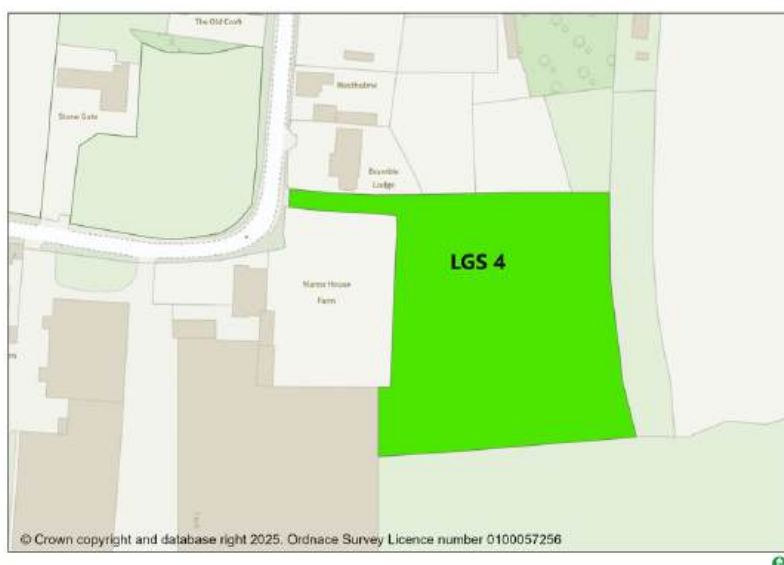 The Old Croft
Westholme
Stone Gate
Bramble
Lodge
LGS 4
Manor House
Farm
© Crown copyright and database right 2025. Ordnace Survey Licence number 0100057256